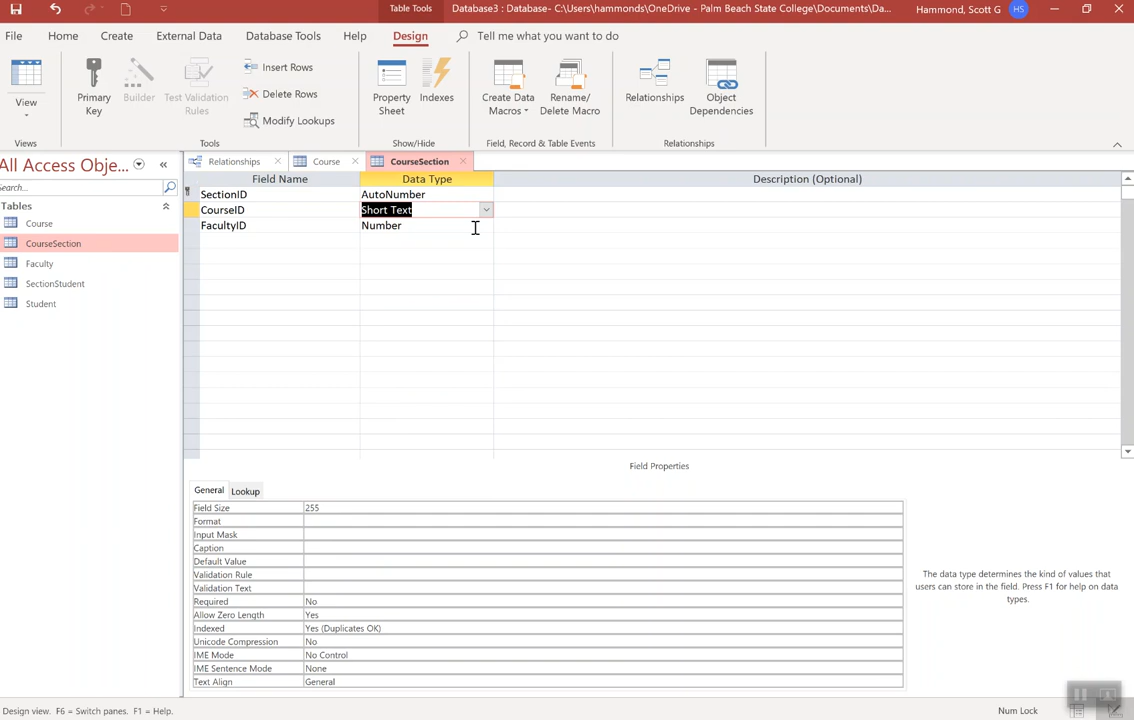 Table Tools
Database3 : Database- C:\Users\hammonds\OneDrive - Palm Beach State College\Documents\Da...
Hammond, Scott G
HS
File
Home
Create
External Data
Database Tools
Help
Design
Tell me what you want to do
View
Primary
Key
Builder
Test Validation
Rules
Insert Rows
Delete Rows
Modify Lookups
Property
Sheet
Indexes
Create Data
Macros
Rename/
Delete Macro
Relationships
Object
Dependencies
Views
Tools
Show/Hide
Field, Record & Table Events
Relationships
All Access Obje...
Search...
Tables
Course
CourseSection
Faculty
SectionStudent
Student
Relationships
Course
CourseSection
Field Name
Data Type
Description (Optional)
SectionID
AutoNumber
CourseID
Short Text
FacultyID
Number
Field Properties
General
Lookup
Field Size
255
Format
Input Mask
Caption
Default Value
Validation Rule
Validation Text
Required
No
Allow Zero Length
Yes
Indexed
Yes (Duplicates OK)
Unicode Compression
No
IME Mode
No Control
IME Sentence Mode
None
Text Align
General
The data type determines the kind of values that
users can store in the field. Press F1 for help on data
types.
Design view. F6 = Switch panes. F1 = Help.
Num Lock